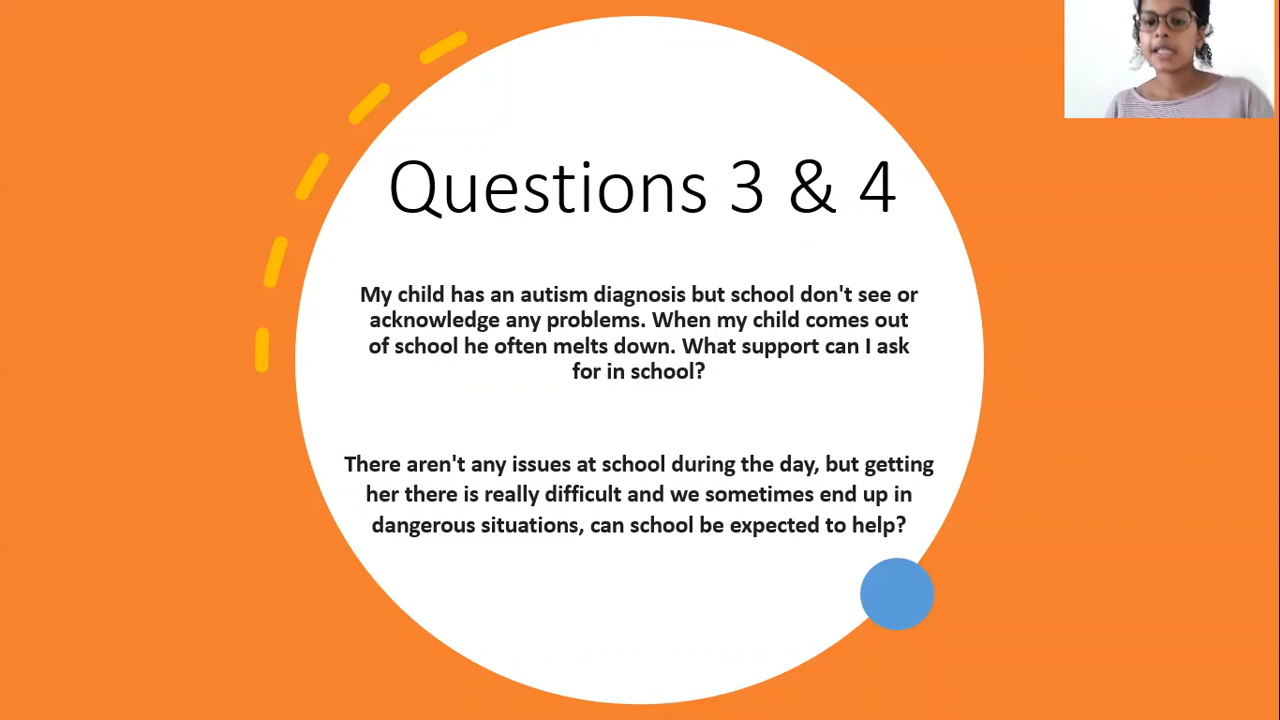 Questions 3 & 4
My child has an autism diagnosis but school don't see or
acknowledge any problems. When my child comes out
of school he often melts down. What support can I ask
for in school?
There aren't any issues at school during the day, but getting
her there is really difficult and we sometimes end up in
dangerous situations, can school be expected to help?